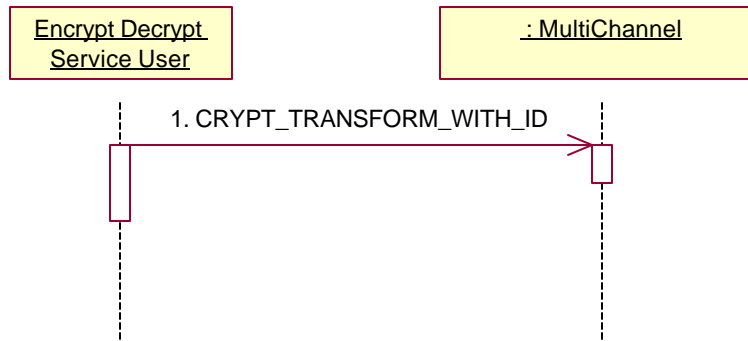 Encrypt Decrypt
Service User
: MultiChannel
1. CRYPT_TRANSFORM_WITH_ID